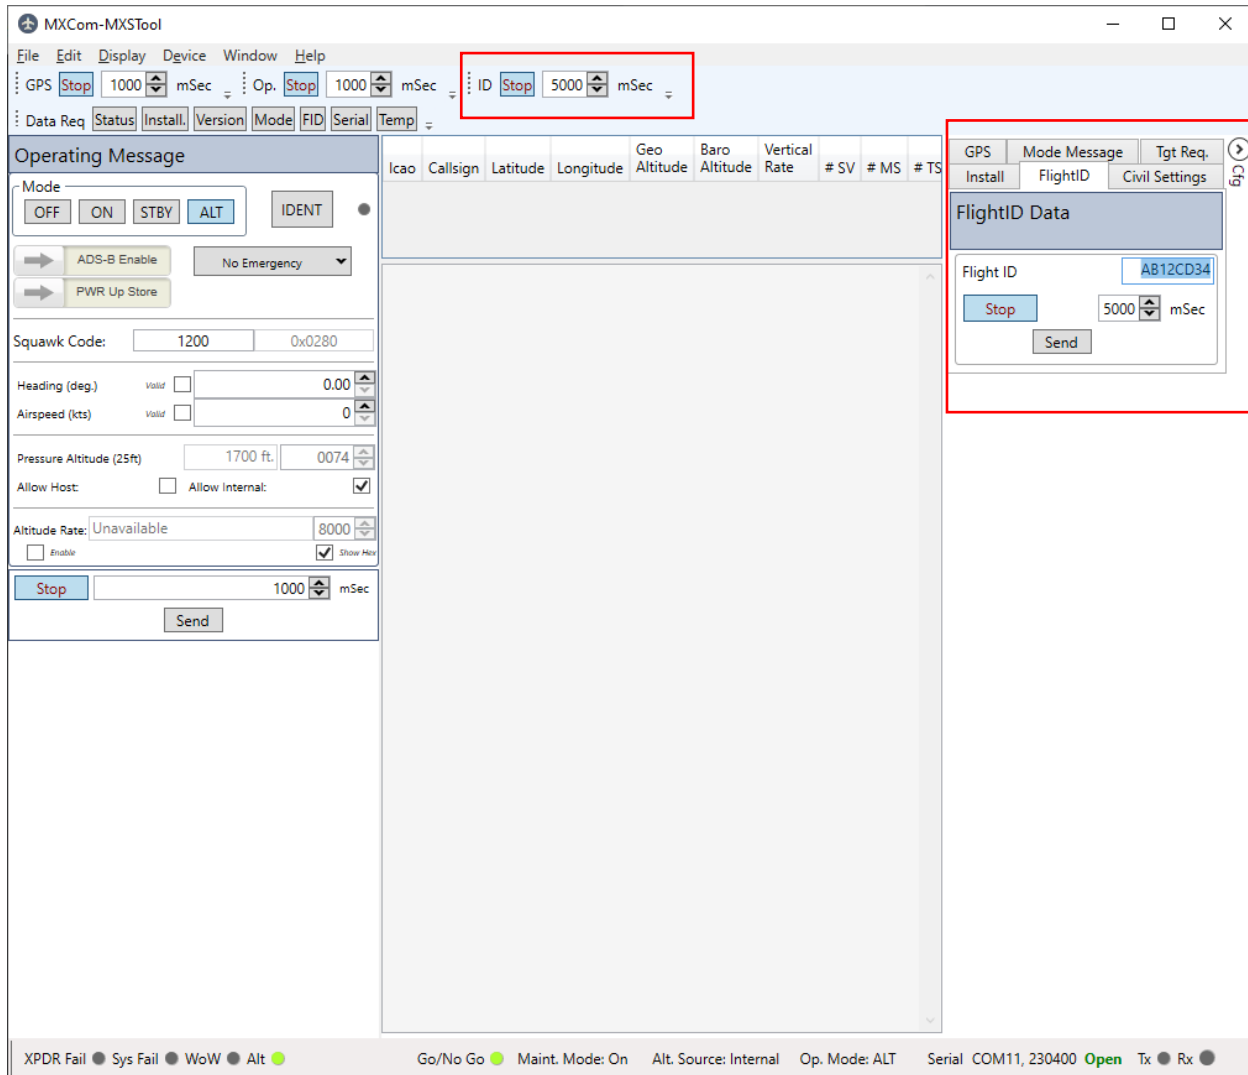 MXCom-MXSTool
File Edit Display Device Window Help
GPS Stop 1000 mSec Op. Stop 1000 mSec ID Stop 5000 mSec
Data Req Status Install. Version Mode FID Serial Temp
Operating Message
Mode
OFF ON STBY ALT IDENT
ADS-B Enable No Emergency
PWR Up Store
Squawk Code: 1200 0x0280
Heading (deg.) Valid 0.00
Airspeed (kts) Valid 0
Pressure Altitude (25ft) 1700 ft. 0074
Allow Host: Allow Internal:
Altitude Rate: Unavailable 8000
Enable Show Hex
Stop 1000 mSec
Send
Icao Callsign Latitude Longitude Geo Altitude Baro Altitude Vertical Rate # SV # MS # TS
GPS Mode Message Tgt Req.
Install FlightID Civil Settings
Cfg
FlightID Data
Flight ID AB12CD34
Stop 5000 mSec
Send
XPDR Fail Sys Fail WoW Alt Go/No Go Maint. Mode: On Alt. Source: Internal Op. Mode: ALT Serial COM11, 230400 Open Tx Rx